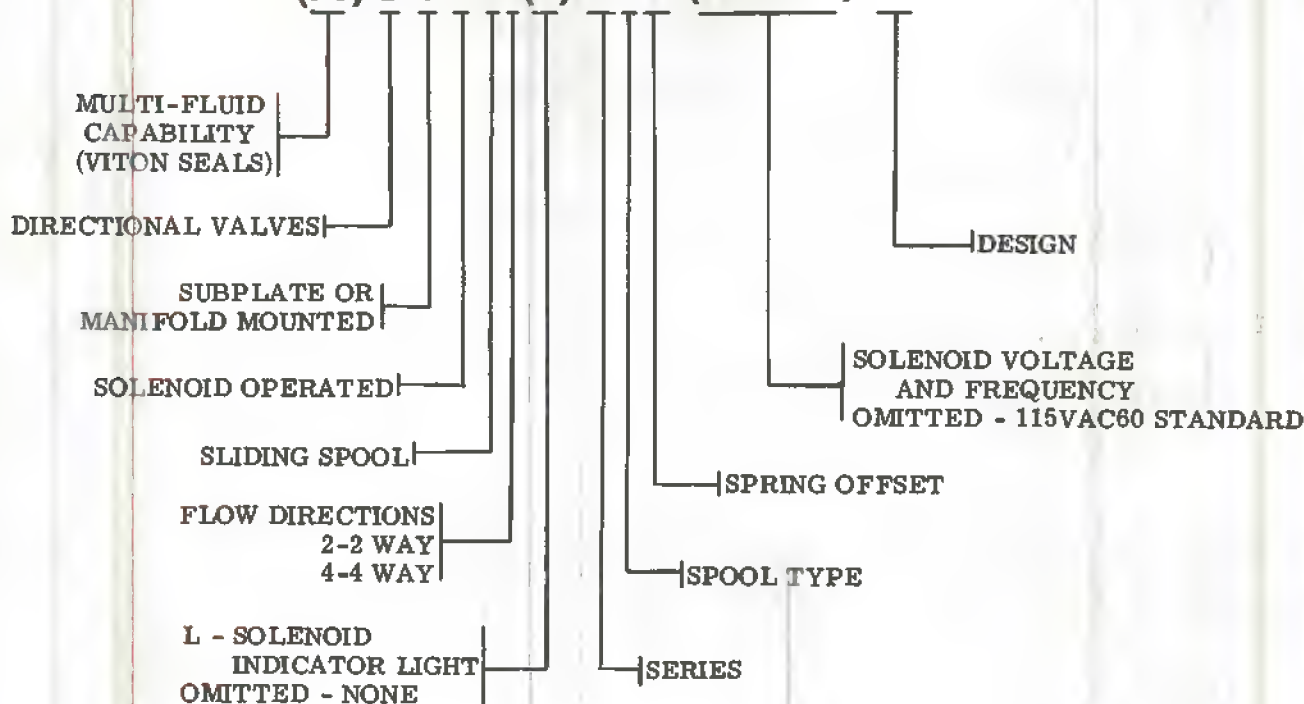 MULTI-FLUID
CAPABILITY
(VITON SEALS)
DIRECTIONAL VALVES
DESIGN
SUBPLATE OR
MANIFOLD MOUNTED
SOLENOID VOLTAGE
AND FREQUENCY
OMITTED - 115VAC60 STANDARD
SOLENOID OPERATED
SLIDING SPOOL
SPRING OFFSET
FLOW DIRECTIONS
2-2 WAY
4-4 WAY
SPOOL TYPE
L - SOLENOID
INDICATOR LIGHT
OMITTED - NONE
SERIES